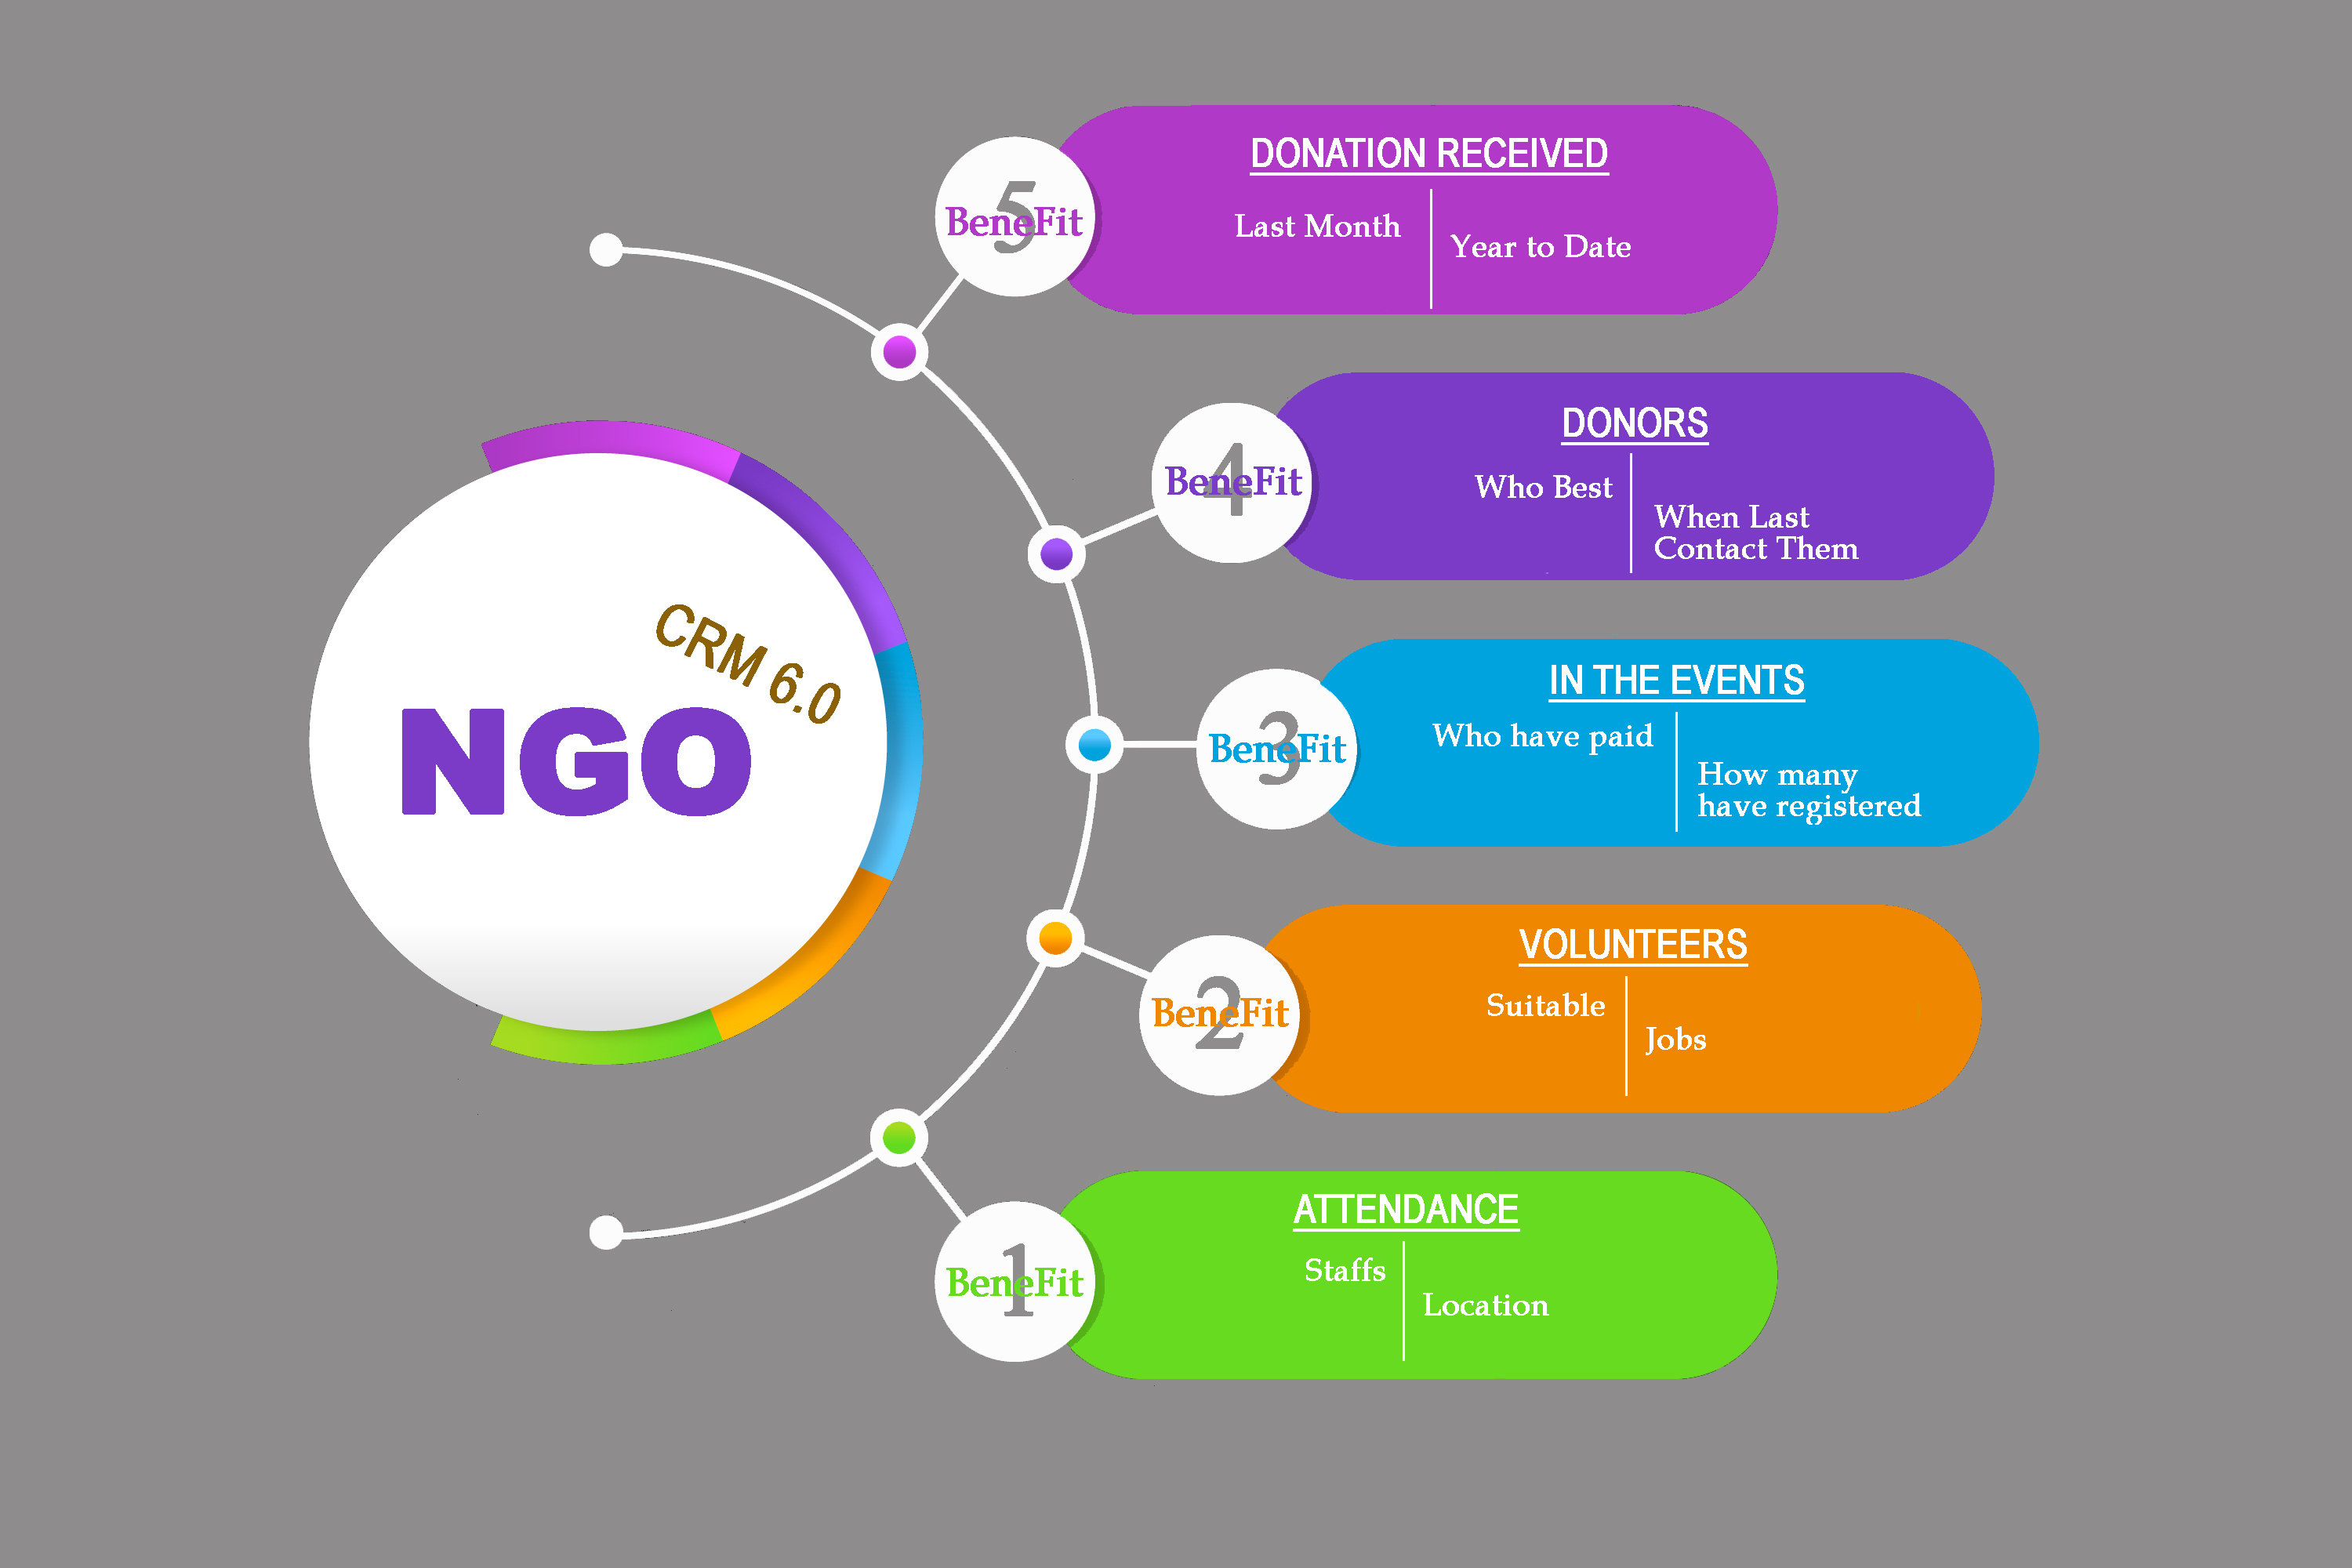 DONATION RECEIVED
5
BeneFit
Last Month
Year to Date
DONORS
4
BeneFit
Who Best
When Last
Contact Them
CRM 6.0
NGO
IN THE EVENTS
3
BeneFit
Who have paid
How many
have registered
VOLUNTEERS
2
BeneFit
Suitable
Jobs
ATTENDANCE
1
BeneFit
Staffs
Location